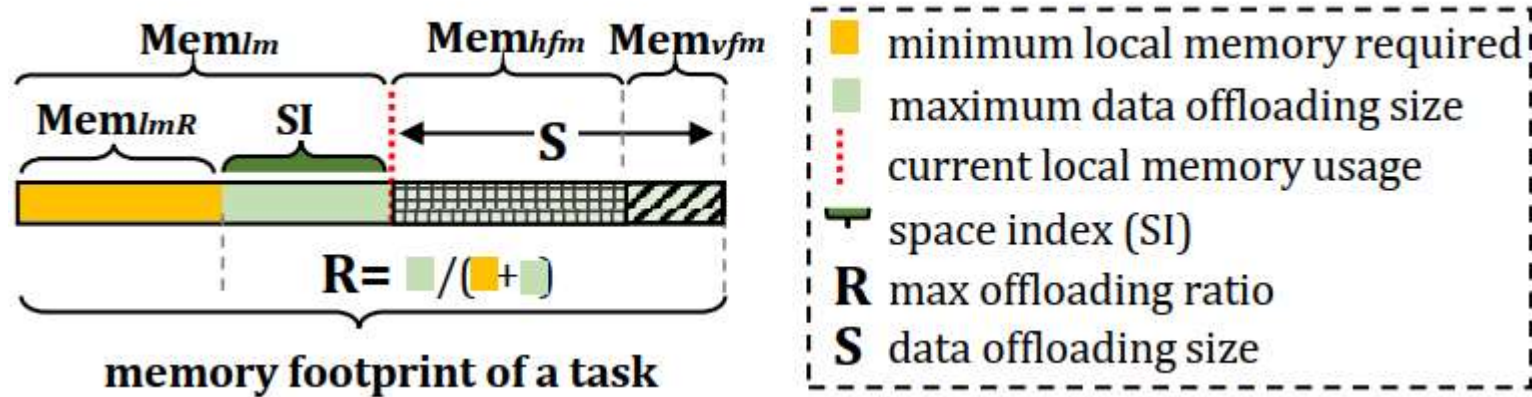 Memlm Memhfm Memvfm
MemlmR SI S
R= /( + )
memory footprint of a task
minimum local memory required
maximum data offloading size
current local memory usage
space index (SI)
R max offloading ratio
S data offloading size